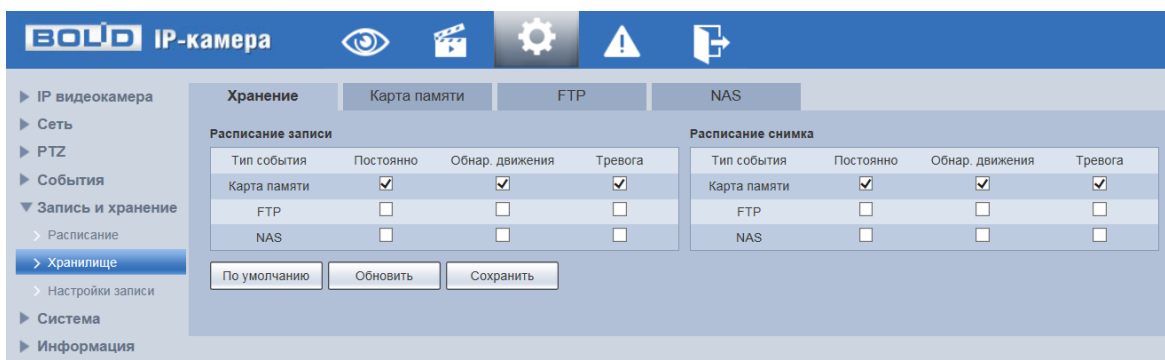 BOLID IP-камера
IP видеокамера
Сеть
PTZ
События
Запись и хранение
Расписание
Хранилище
Настройки записи
Система
Информация
Хранение Карта памяти FTP NAS
Расписание записи
Тип события Постоянно Обнар. движения Тревога
Карта памяти
FTP
NAS
Расписание снимка
Тип события Постоянно Обнар. движения Тревога
Карта памяти
FTP
NAS
По умолчанию Обновить Сохранить